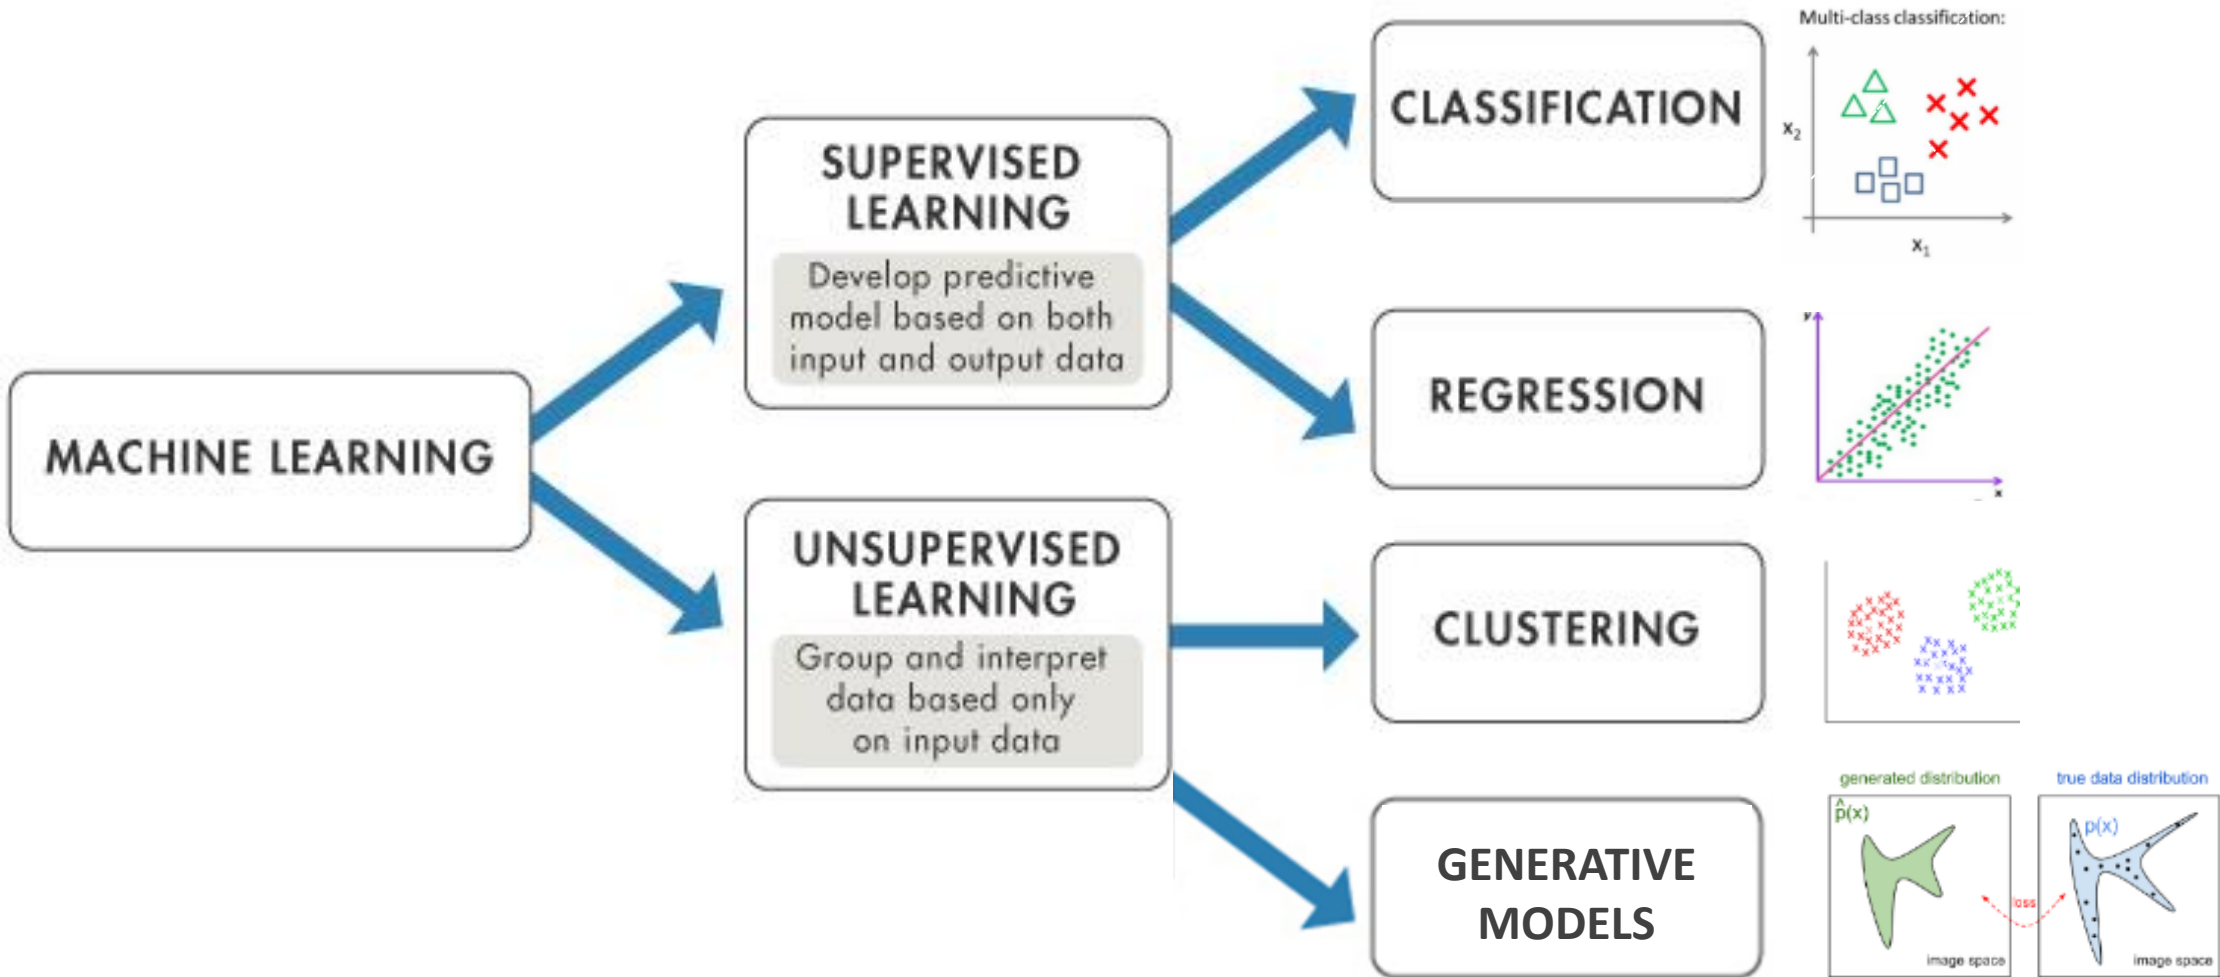 MACHINE LEARNING
SUPERVISED
LEARNING
Develop predictive
model based on both
input and output data
UNSUPERVISED
LEARNING
Group and interpret
data based only
on input data
CLASSIFICATION
Multi-class classification:
x₂
x₁
REGRESSION
y
x
CLUSTERING
GENERATIVE
MODELS
generated distribution
p̂(x)
image space
loss
true data distribution
p(x)
image space